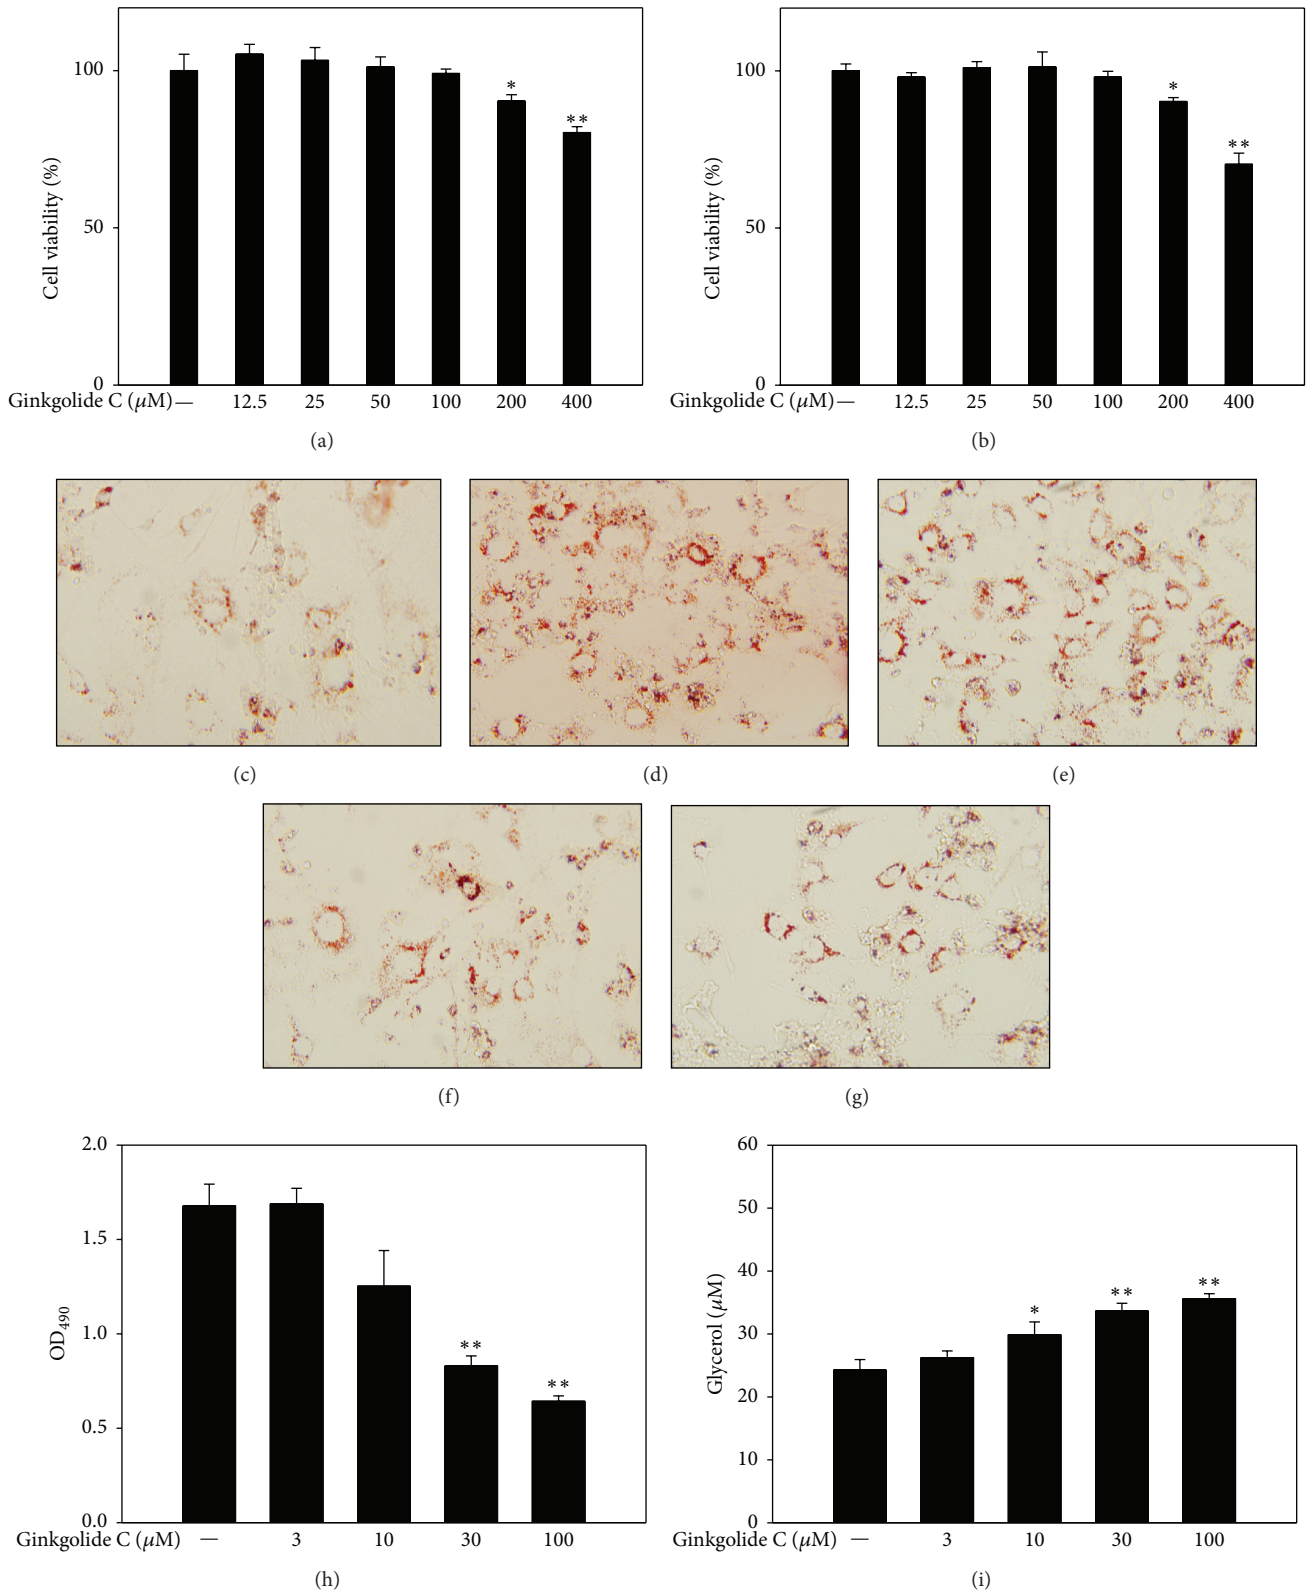 100
50
0
Cell viability (%)
*
**
Ginkgolide C (μM) — 12.5 25 50 100 200 400
(a)
100
50
0
Cell viability (%)
*
**
Ginkgolide C (μM) — 12.5 25 50 100 200 400
(b)
(c)
(d)
(e)
(f)
(g)
2.0
1.5
1.0
0.5
0.0
OD490
**
**
Ginkgolide C (μM) — 3 10 30 100
(h)
60
50
40
30
20
10
0
Glycerol (μM)
*
**
**
Ginkgolide C (μM) — 3 10 30 100
(i)